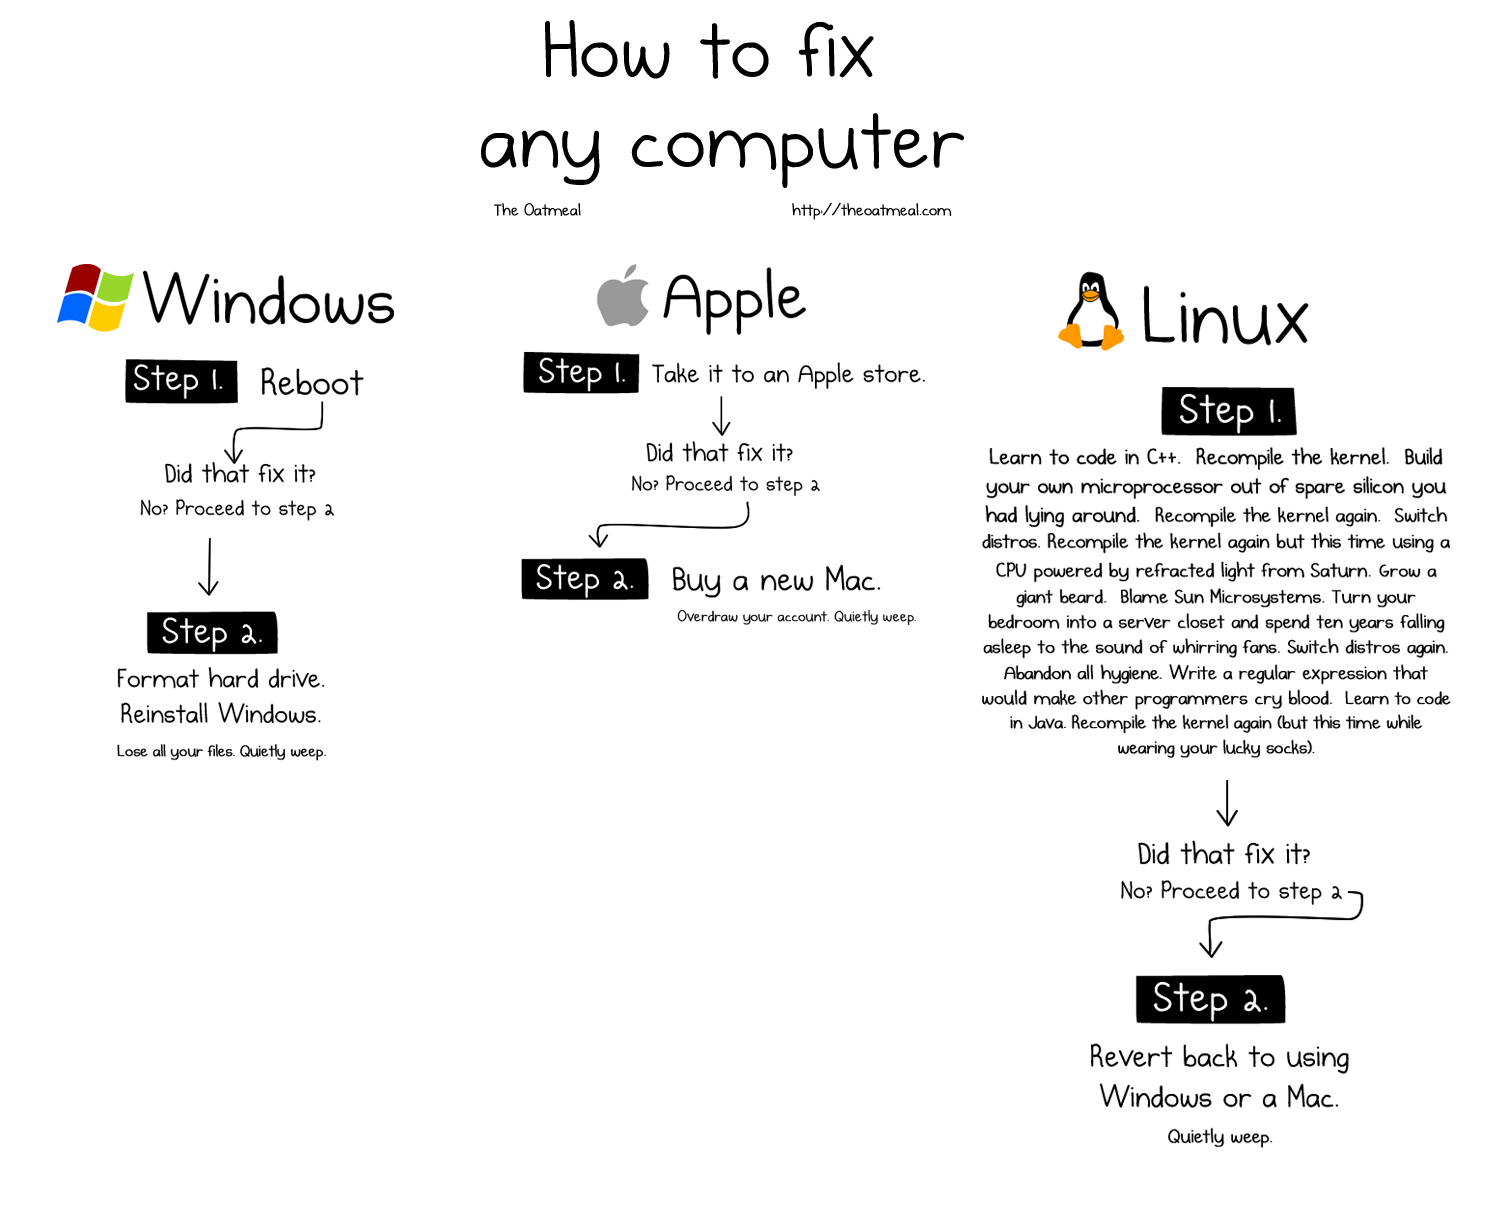 How to fix
any computer
The Oatmeal
http://theoatmeal.com
Windows
Step 1.
Reboot
Did that fix it?
No? Proceed to step 2
Step 2.
Format hard drive.
Reinstall Windows.
Lose all your files. Quietly weep.
Apple
Step 1.
Take it to an Apple store.
Did that fix it?
No? Proceed to step 2
Step 2.
Buy a new Mac.
Overdraw your account. Quietly weep.
Linux
Step 1.
Learn to code in C++. Recompile the kernel. Build
your own microprocessor out of spare silicon you
had lying around. Recompile the kernel again. Switch
distros. Recompile the kernel again but this time using a
CPU powered by refracted light from Saturn. Grow a
giant beard. Blame Sun Microsystems. Turn your
bedroom into a server closet and spend ten years falling
asleep to the sound of whirring fans. Switch distros again.
Abandon all hygiene. Write a regular expression that
would make other programmers cry blood. Learn to code
in Java. Recompile the kernel again (but this time while
wearing your lucky socks).
Did that fix it?
No? Proceed to step 2
Step 2.
Revert back to using
Windows or a Mac.
Quietly weep.